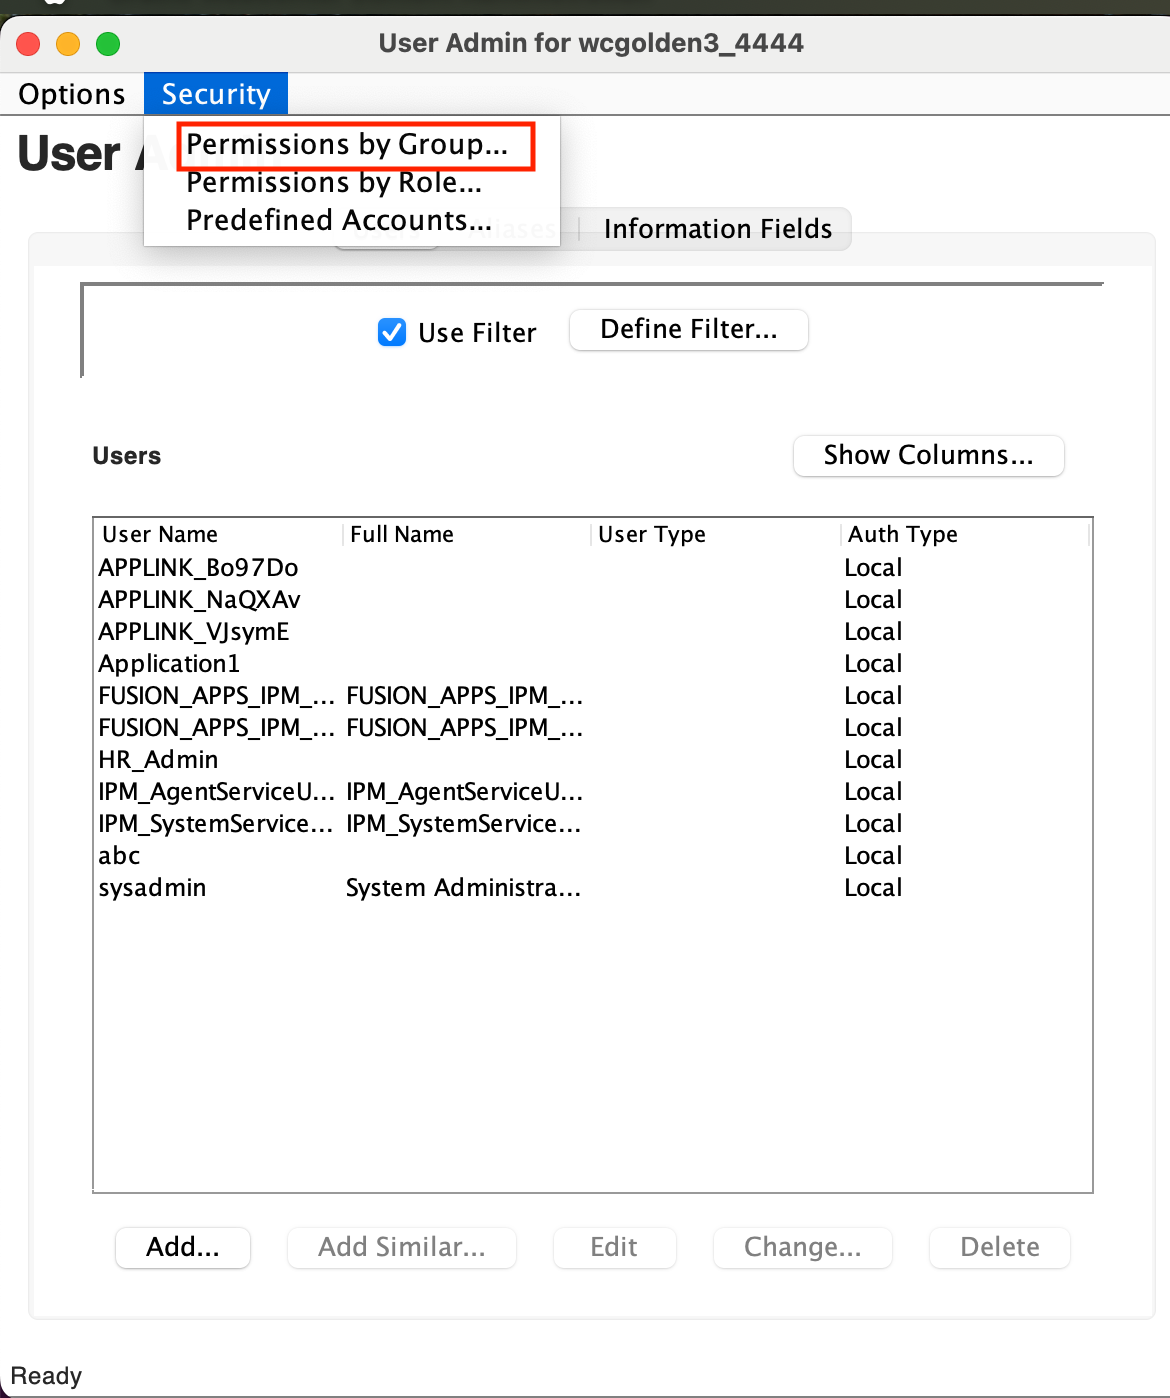 User Admin for wcgolden3_4444
Options Security
User A
Permissions by Group...
Permissions by Role...
Predefined Accounts...
Aliases Information Fields
Use Filter Define Filter...
Users Show Columns...
User Name Full Name User Type Auth Type
APPLINK_Bo97Do Local
APPLINK_NaQXAv Local
APPLINK_VJsymE Local
Application1 Local
FUSION_APPS_IPM_... FUSION_APPS_IPM_... Local
FUSION_APPS_IPM_... FUSION_APPS_IPM_... Local
HR_Admin Local
IPM_AgentServiceU... IPM_AgentServiceU... Local
IPM_SystemService... IPM_SystemService... Local
abc Local
sysadmin System Administra... Local
Add... Add Similar... Edit Change... Delete
Ready